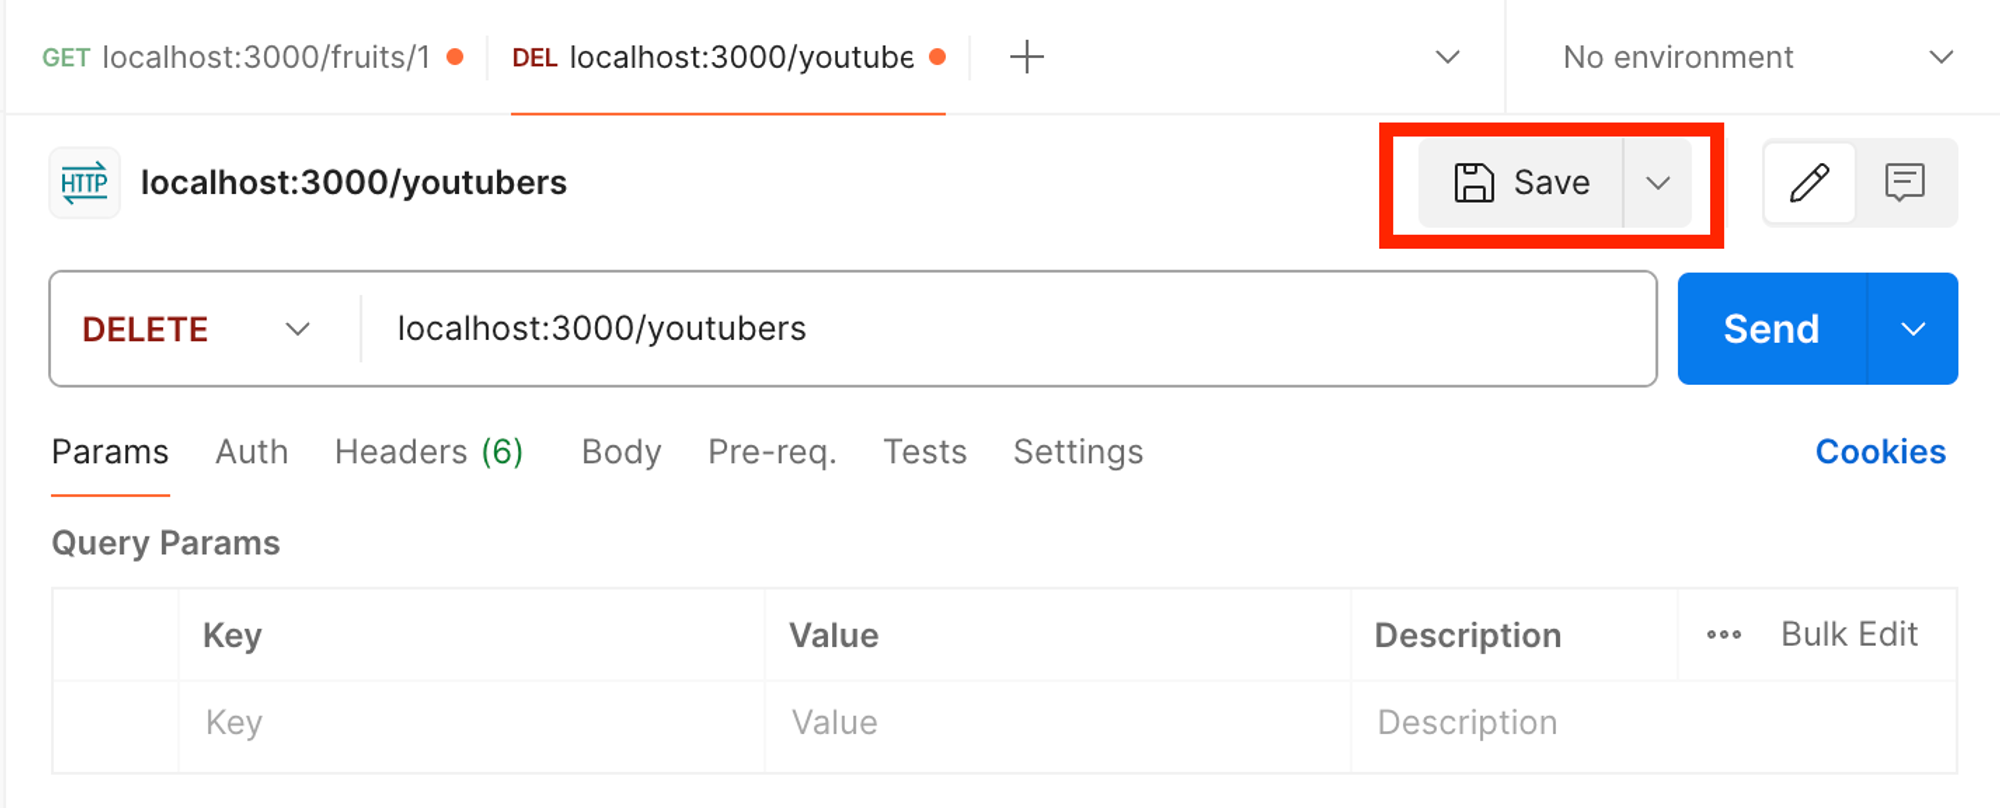 GET localhost:3000/fruits/1 DEL localhost:3000/youtube No environment
HTTP localhost:3000/youtubers Save
DELETE localhost:3000/youtubers Send
Params Auth Headers (6) Body Pre-req. Tests Settings Cookies
Query Params
Key Value Description Bulk Edit
Key Value Description